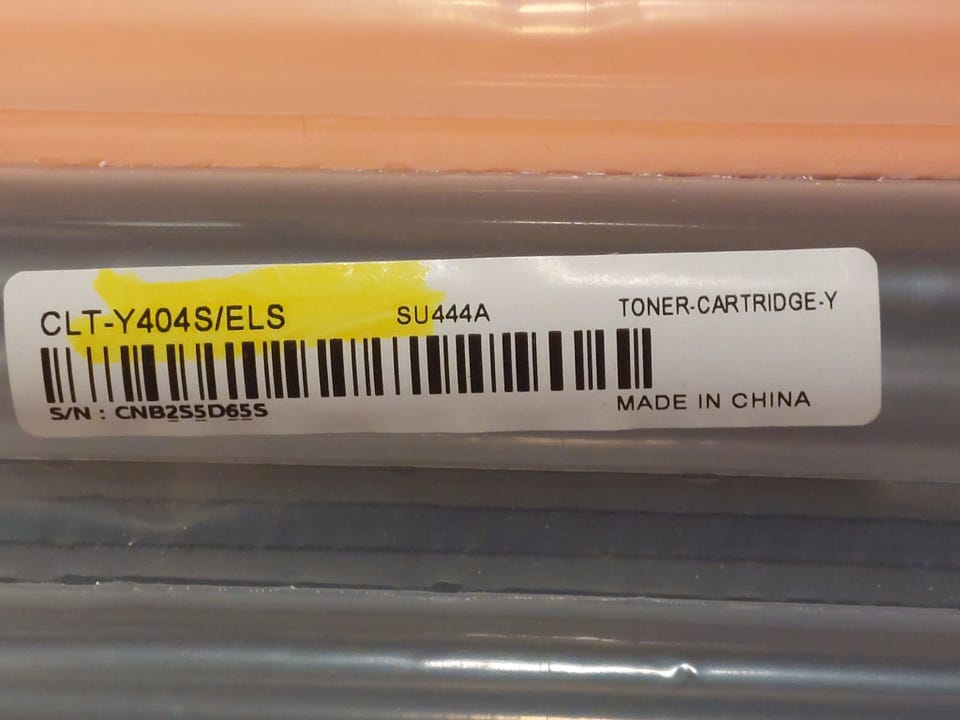 CLT-Y404S/ELS SU444A TONER-CARTRIDGE-Y
S/N : CNB2S5D65S MADE IN CHINA